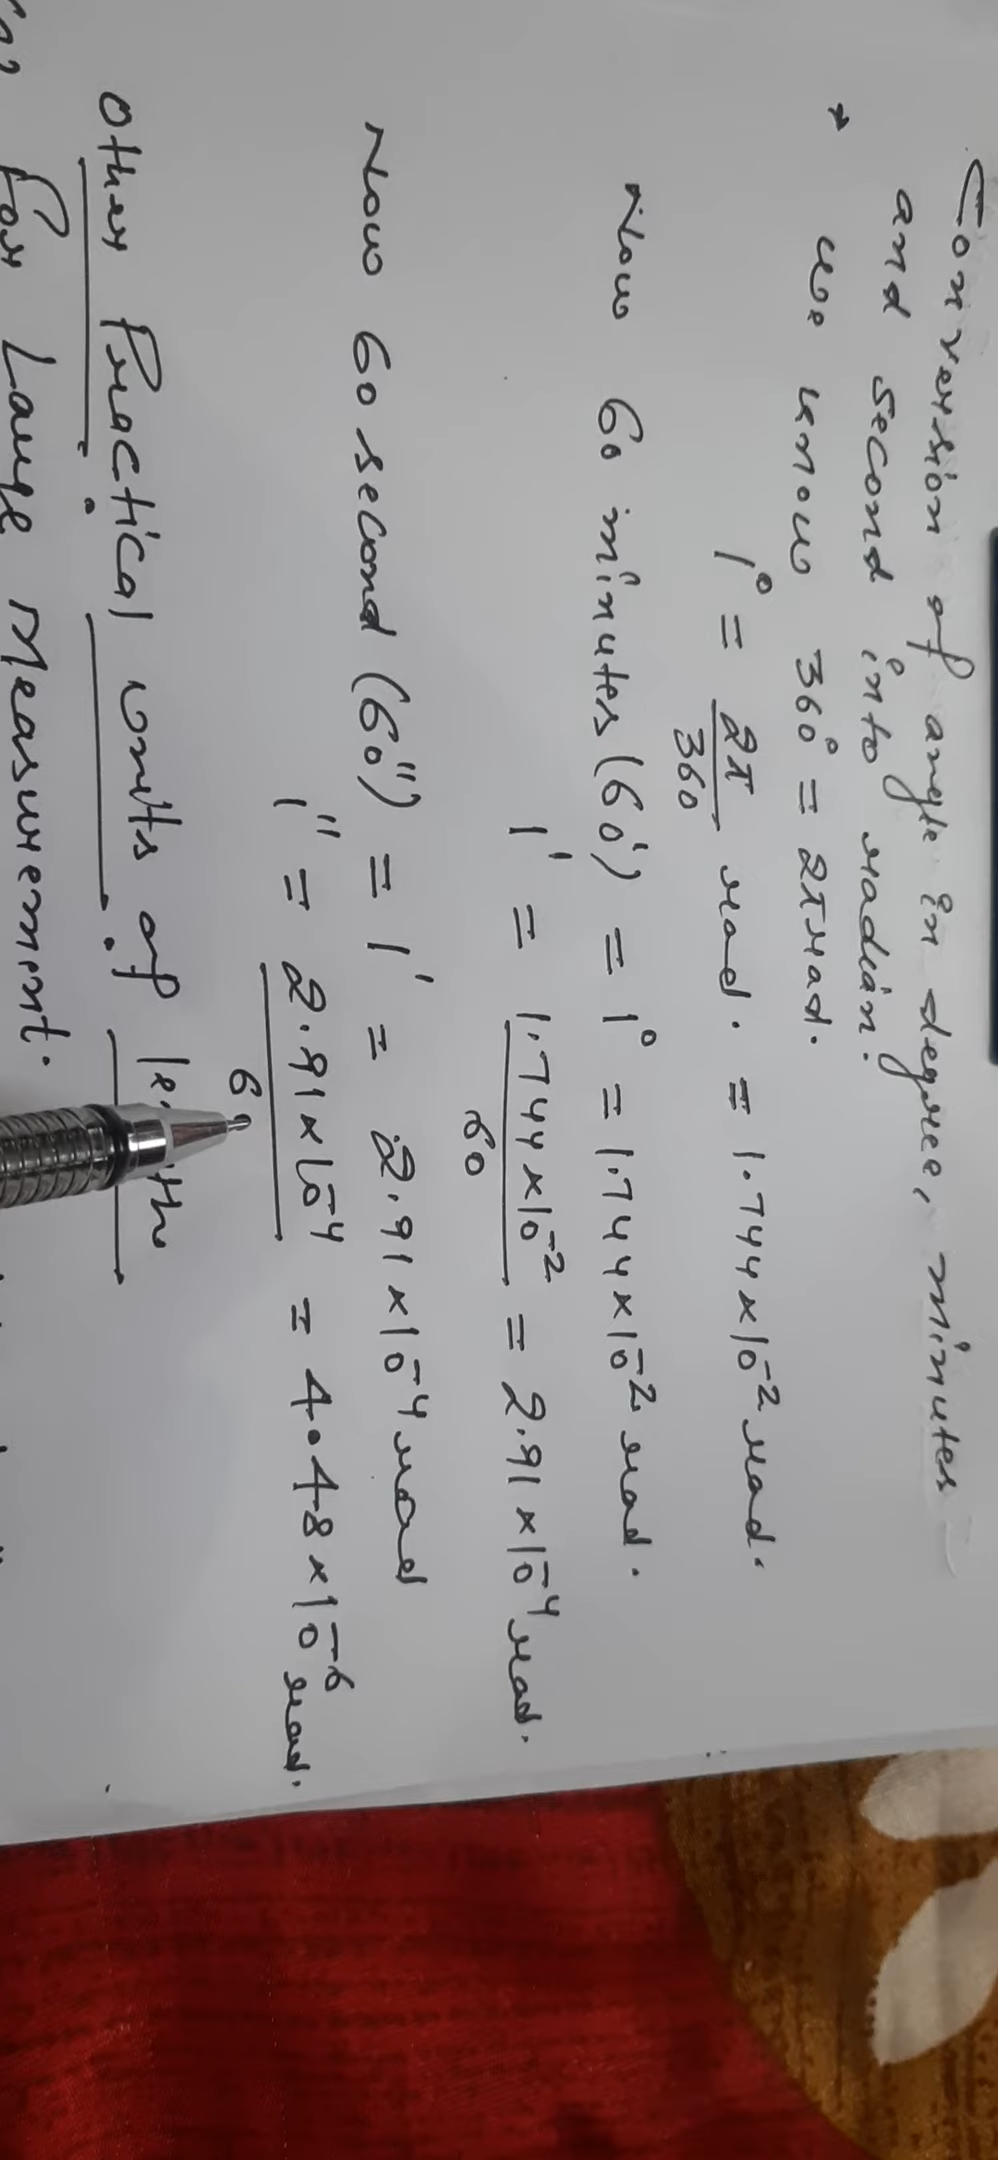 Conversion of angle in degree, minutes
and second into radian.
* we know 360° = 2π rad.
1° = 2π/360 rad. = 1.744 × 10⁻² rad.
Now 60 minutes (60') = 1° = 1.744 × 10⁻² rad.
1' = 1.744 × 10⁻²/60 = 2.91 × 10⁻⁴ rad.
Now 60 second (60") = 1' = 2.91 × 10⁻⁴ rad
1" = 2.91 × 10⁻⁴/60 = 4.48 × 10⁻⁶ rad.
Other Practical units of
For Large Measurement.